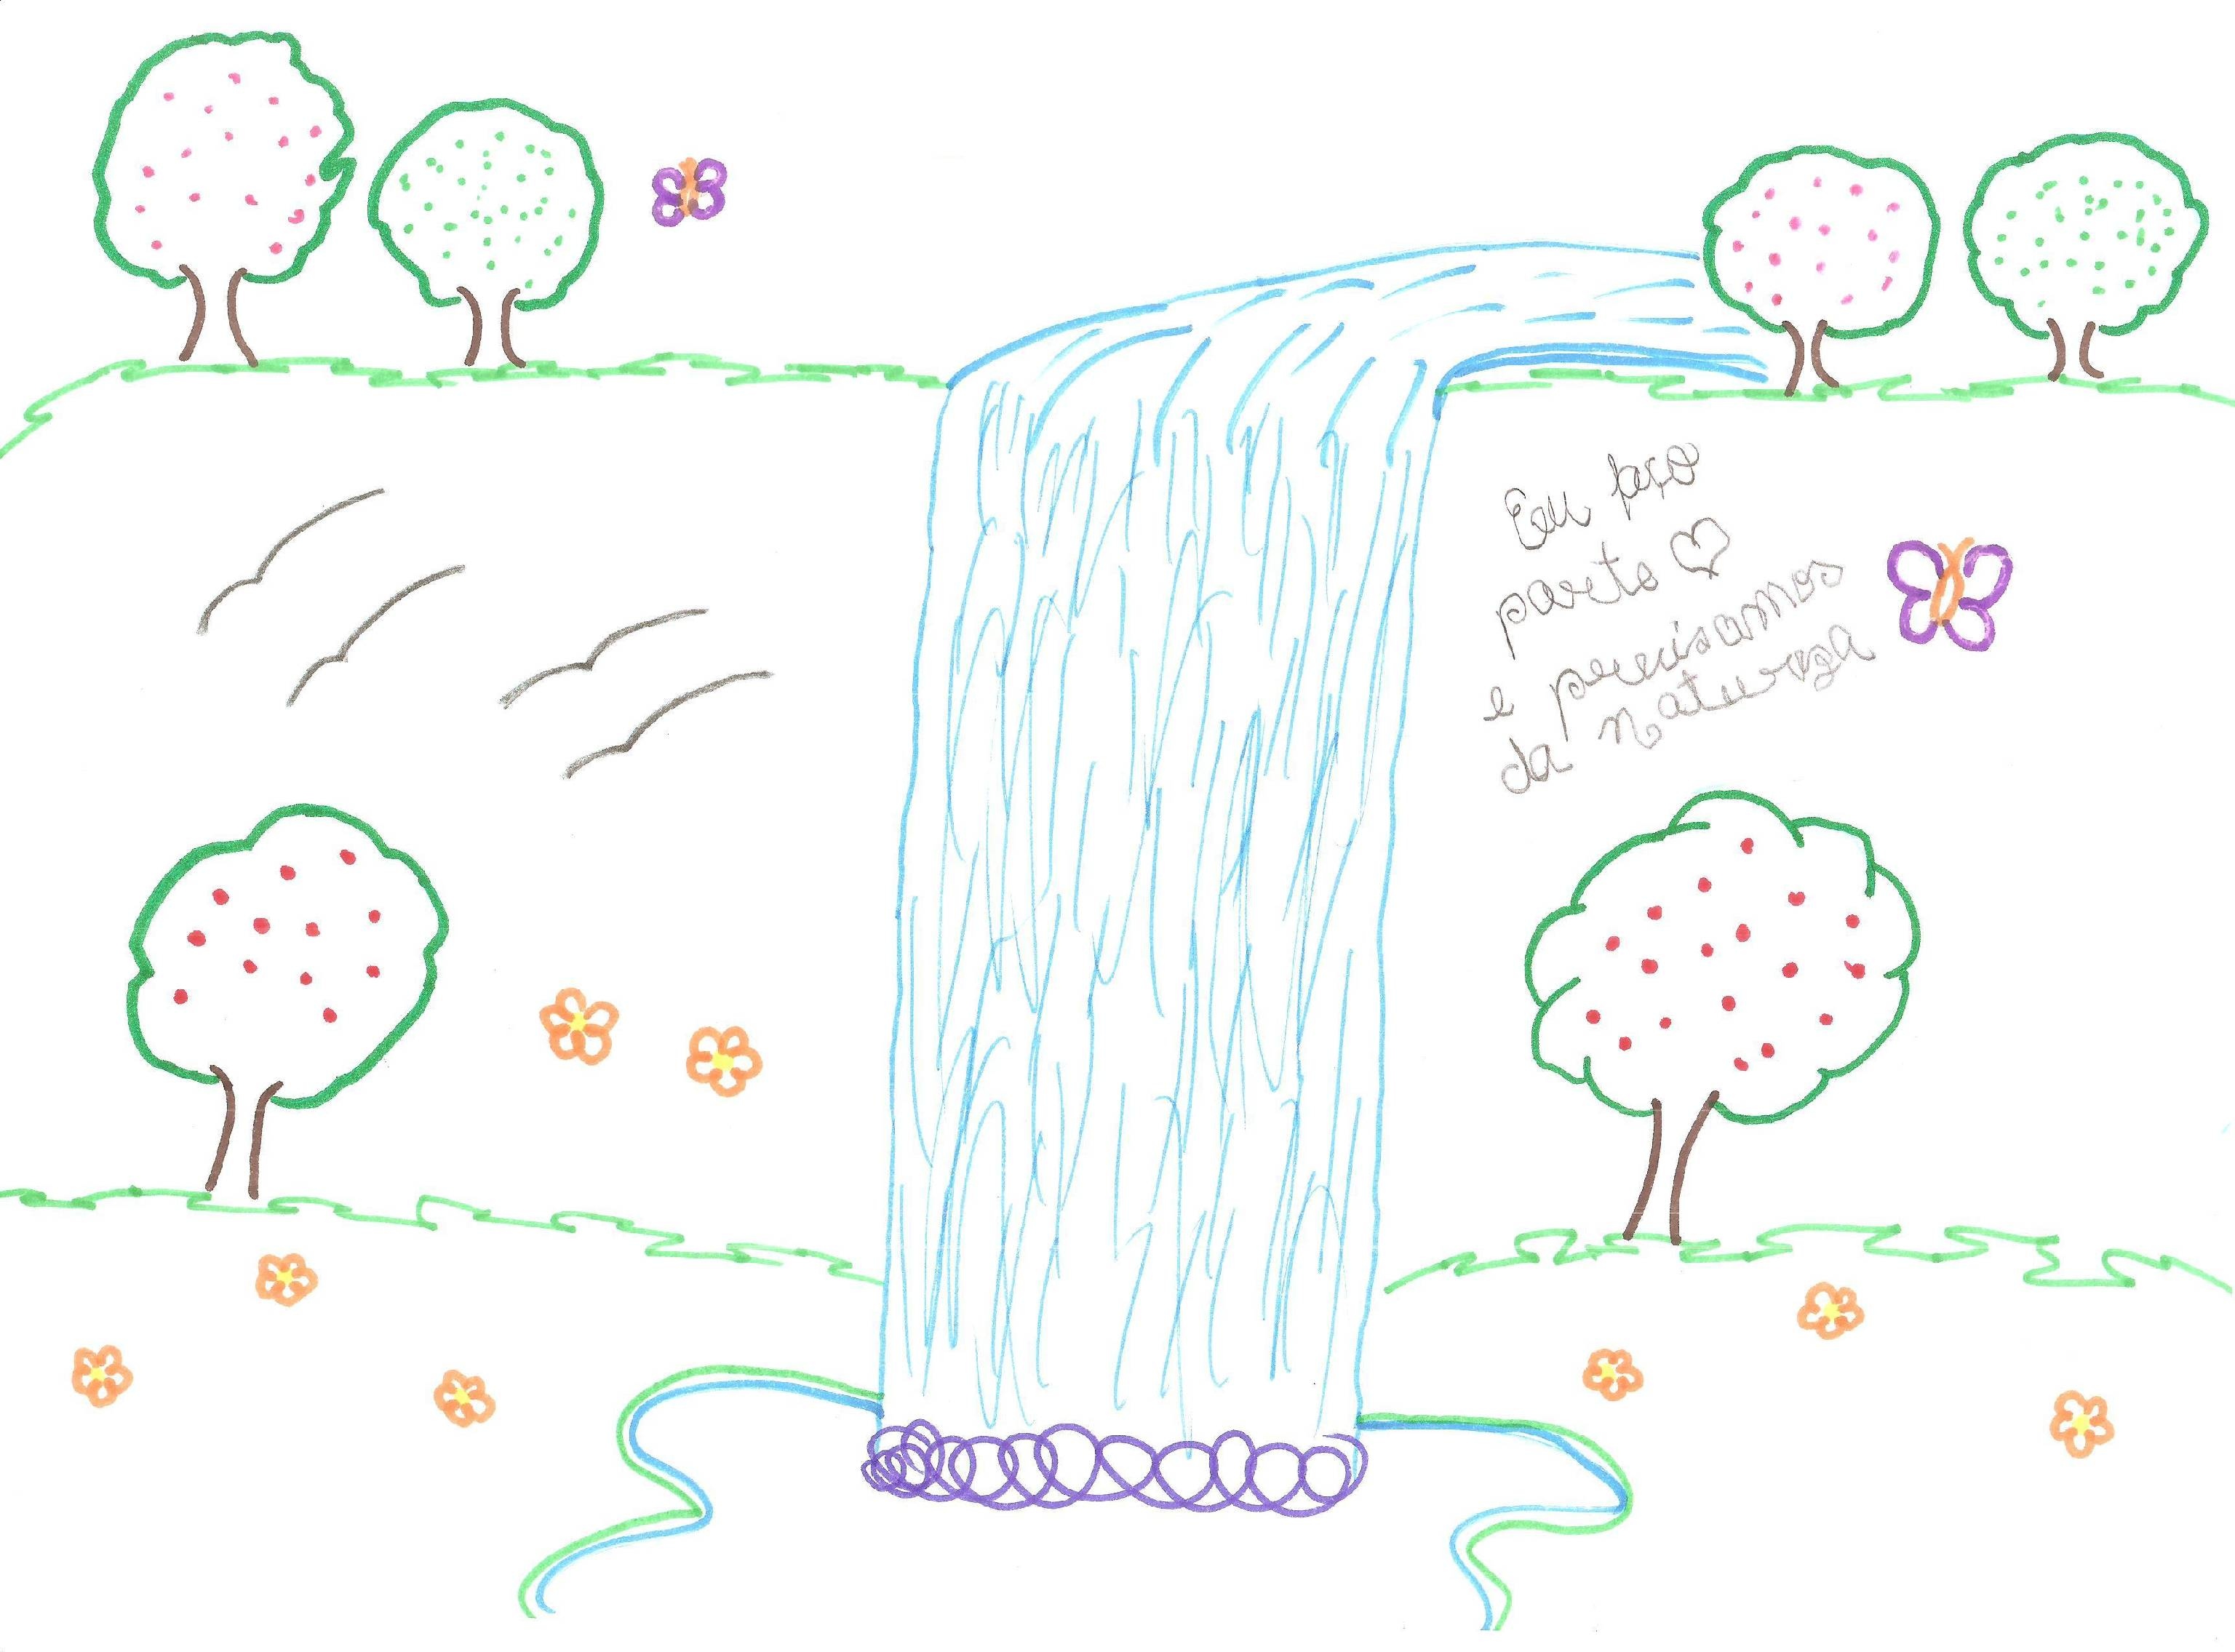 Eu faço
parte ♡
e precisamos
da natureza